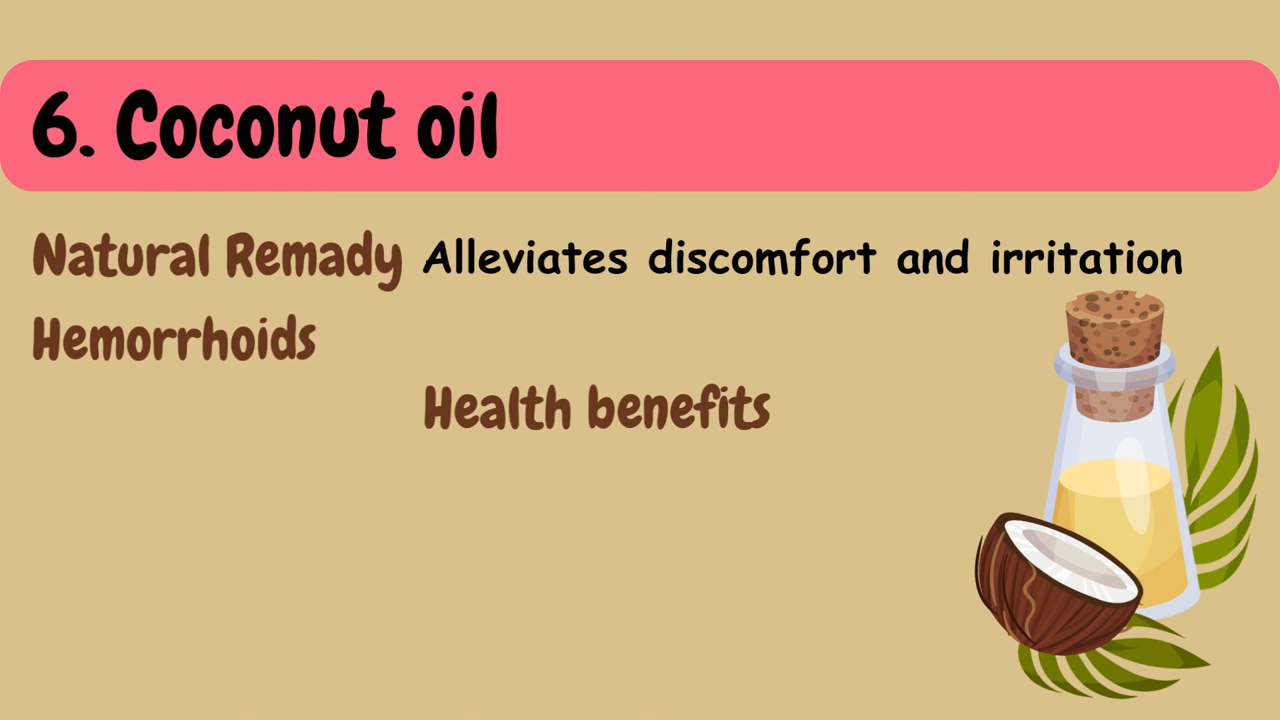 6. Coconut oil
Natural Remady Alleviates discomfort and irritation
Hemorrhoids
Health benefits